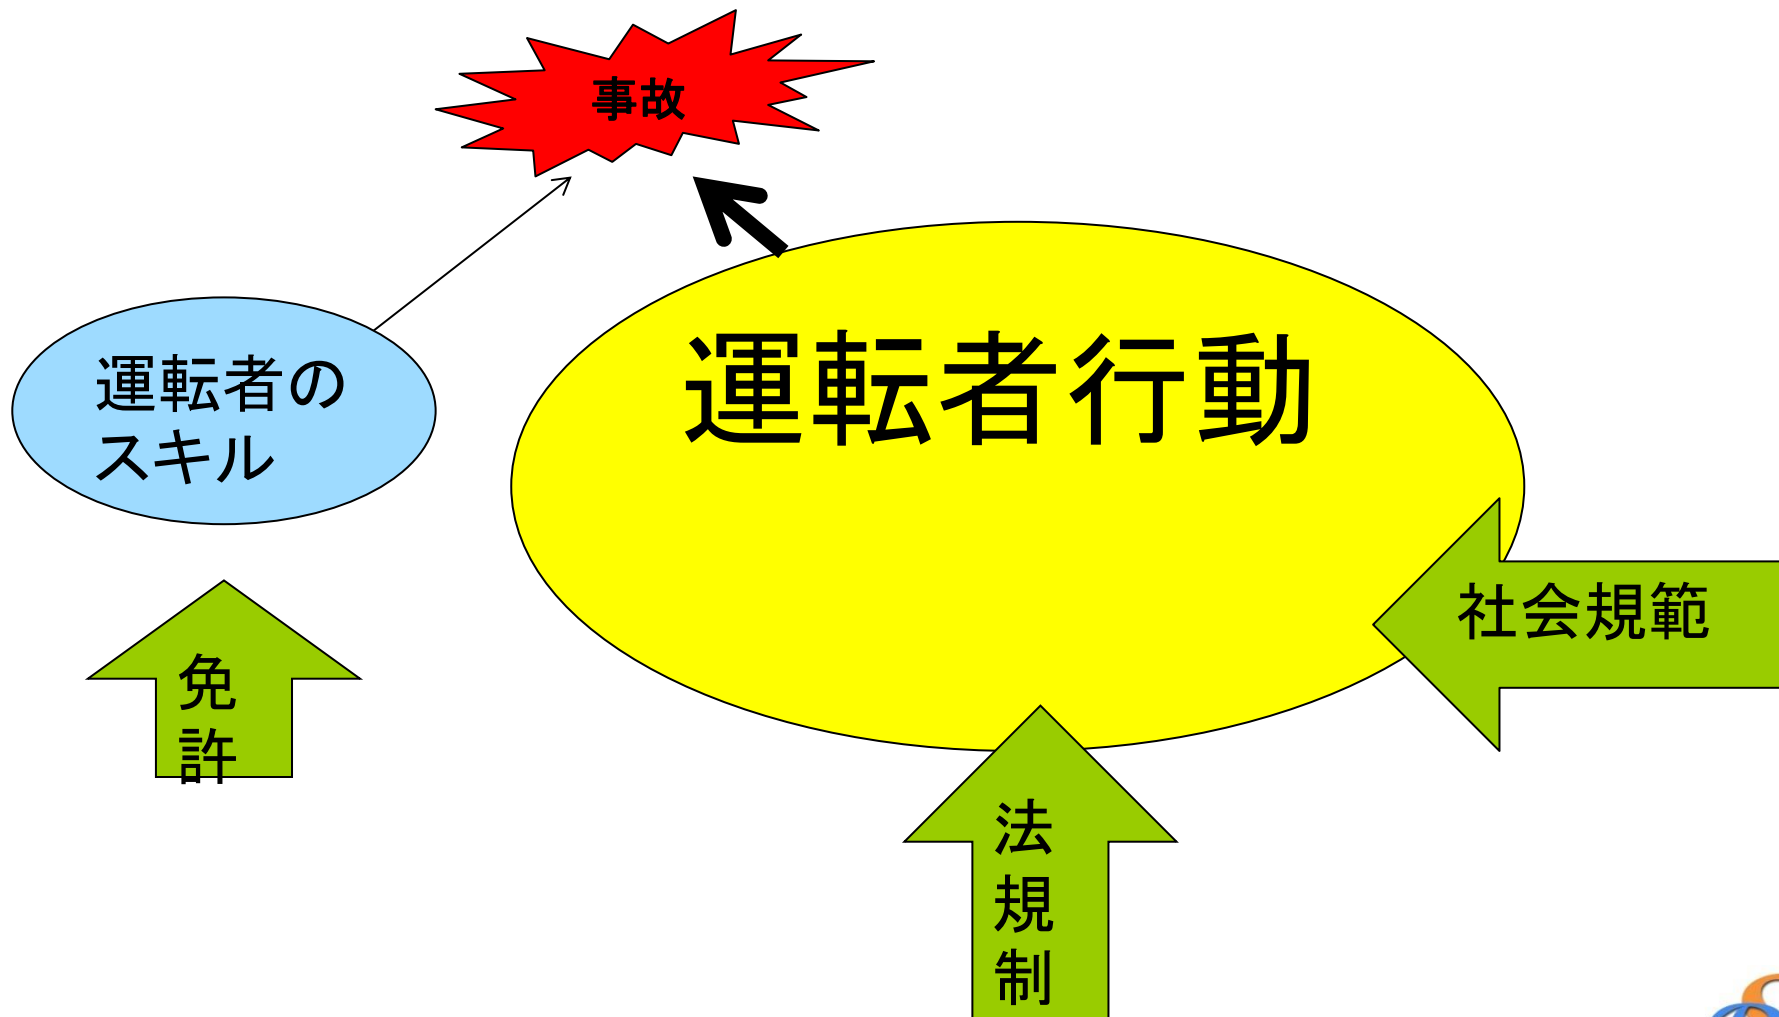 事故
運転者の
スキル
運転者行動
社会規範
免
許
法
規
制